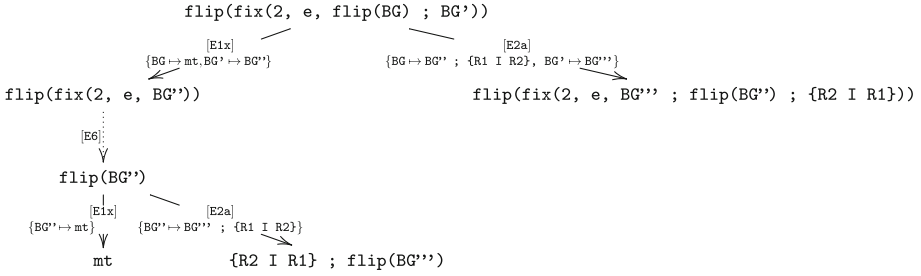 flip(fix(2, e, flip(BG) ; BG'))
[E1x]
{BG ↦ mt, BG' ↦ BG''}
[E2a]
{BG ↦ BG'' ; {R1 I R2}, BG' ↦ BG'''}
flip(fix(2, e, BG''))
flip(fix(2, e, BG''' ; flip(BG'') ; {R2 I R1}))
[E6]
flip(BG'')
[E1x]
{BG'' ↦ mt}
[E2a]
{BG'' ↦ BG''' ; {R1 I R2}}
mt
{R2 I R1} ; flip(BG''')